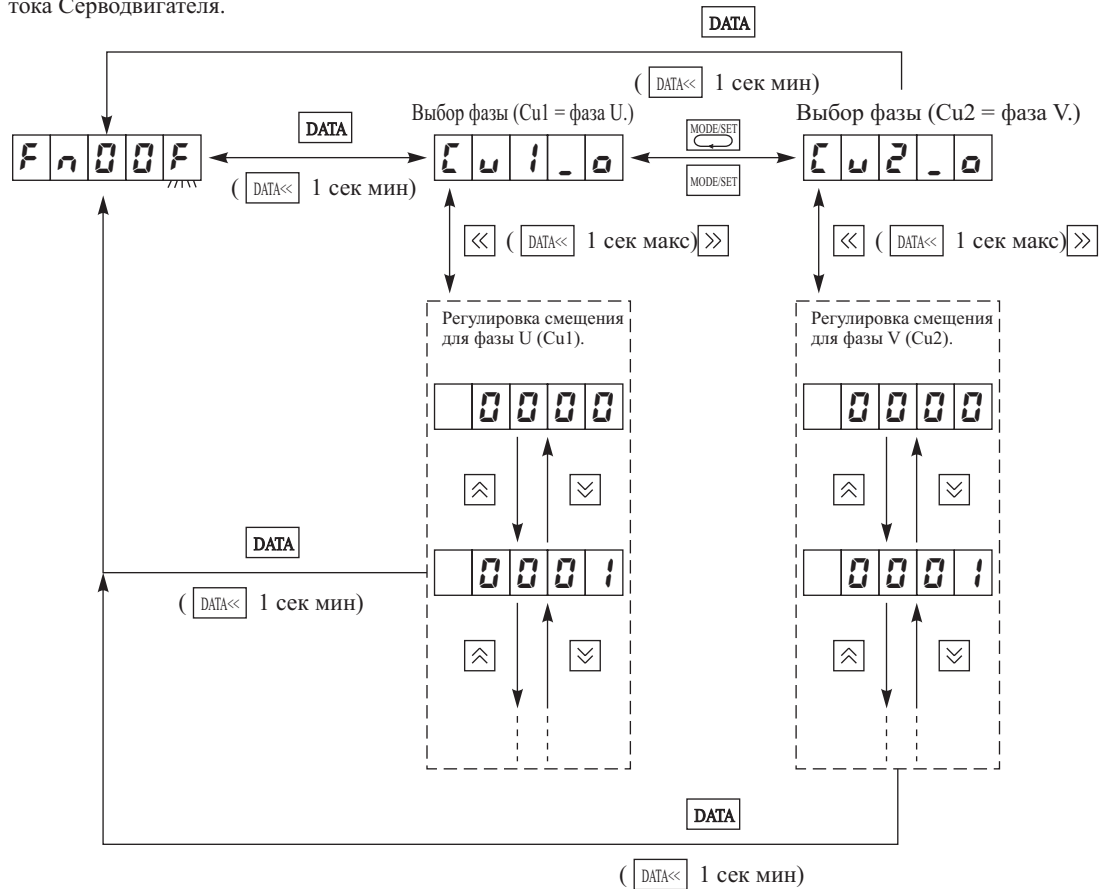 тока Серводвигателя.
DATA
( DATA<< 1 сек мин)
Выбор фазы (Cu1 = фаза U.)
Выбор фазы (Cu2 = фаза V.)
DATA
MODE/SET
Fn00F
Cu1_o
Cu2_o
( DATA<< 1 сек мин)
MODE/SET
<< ( DATA<< 1 сек макс) >>
<< ( DATA<< 1 сек макс) >>
Регулировка смещения
для фазы U (Cu1).
Регулировка смещения
для фазы V (Cu2).
0000
0000
DATA
0001
0001
( DATA<< 1 сек мин)
DATA
( DATA<< 1 сек мин)